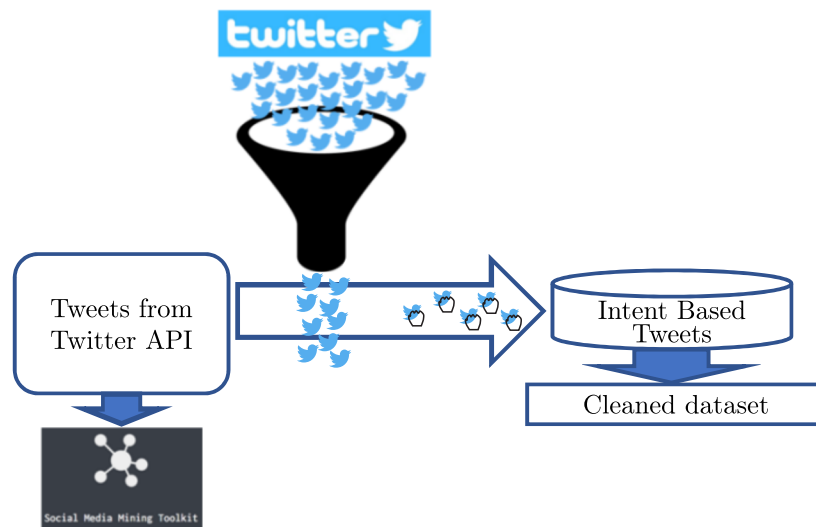 twitter
Tweets from
Twitter API
Intent Based
Tweets
Cleaned dataset
Social Media Mining Toolkit